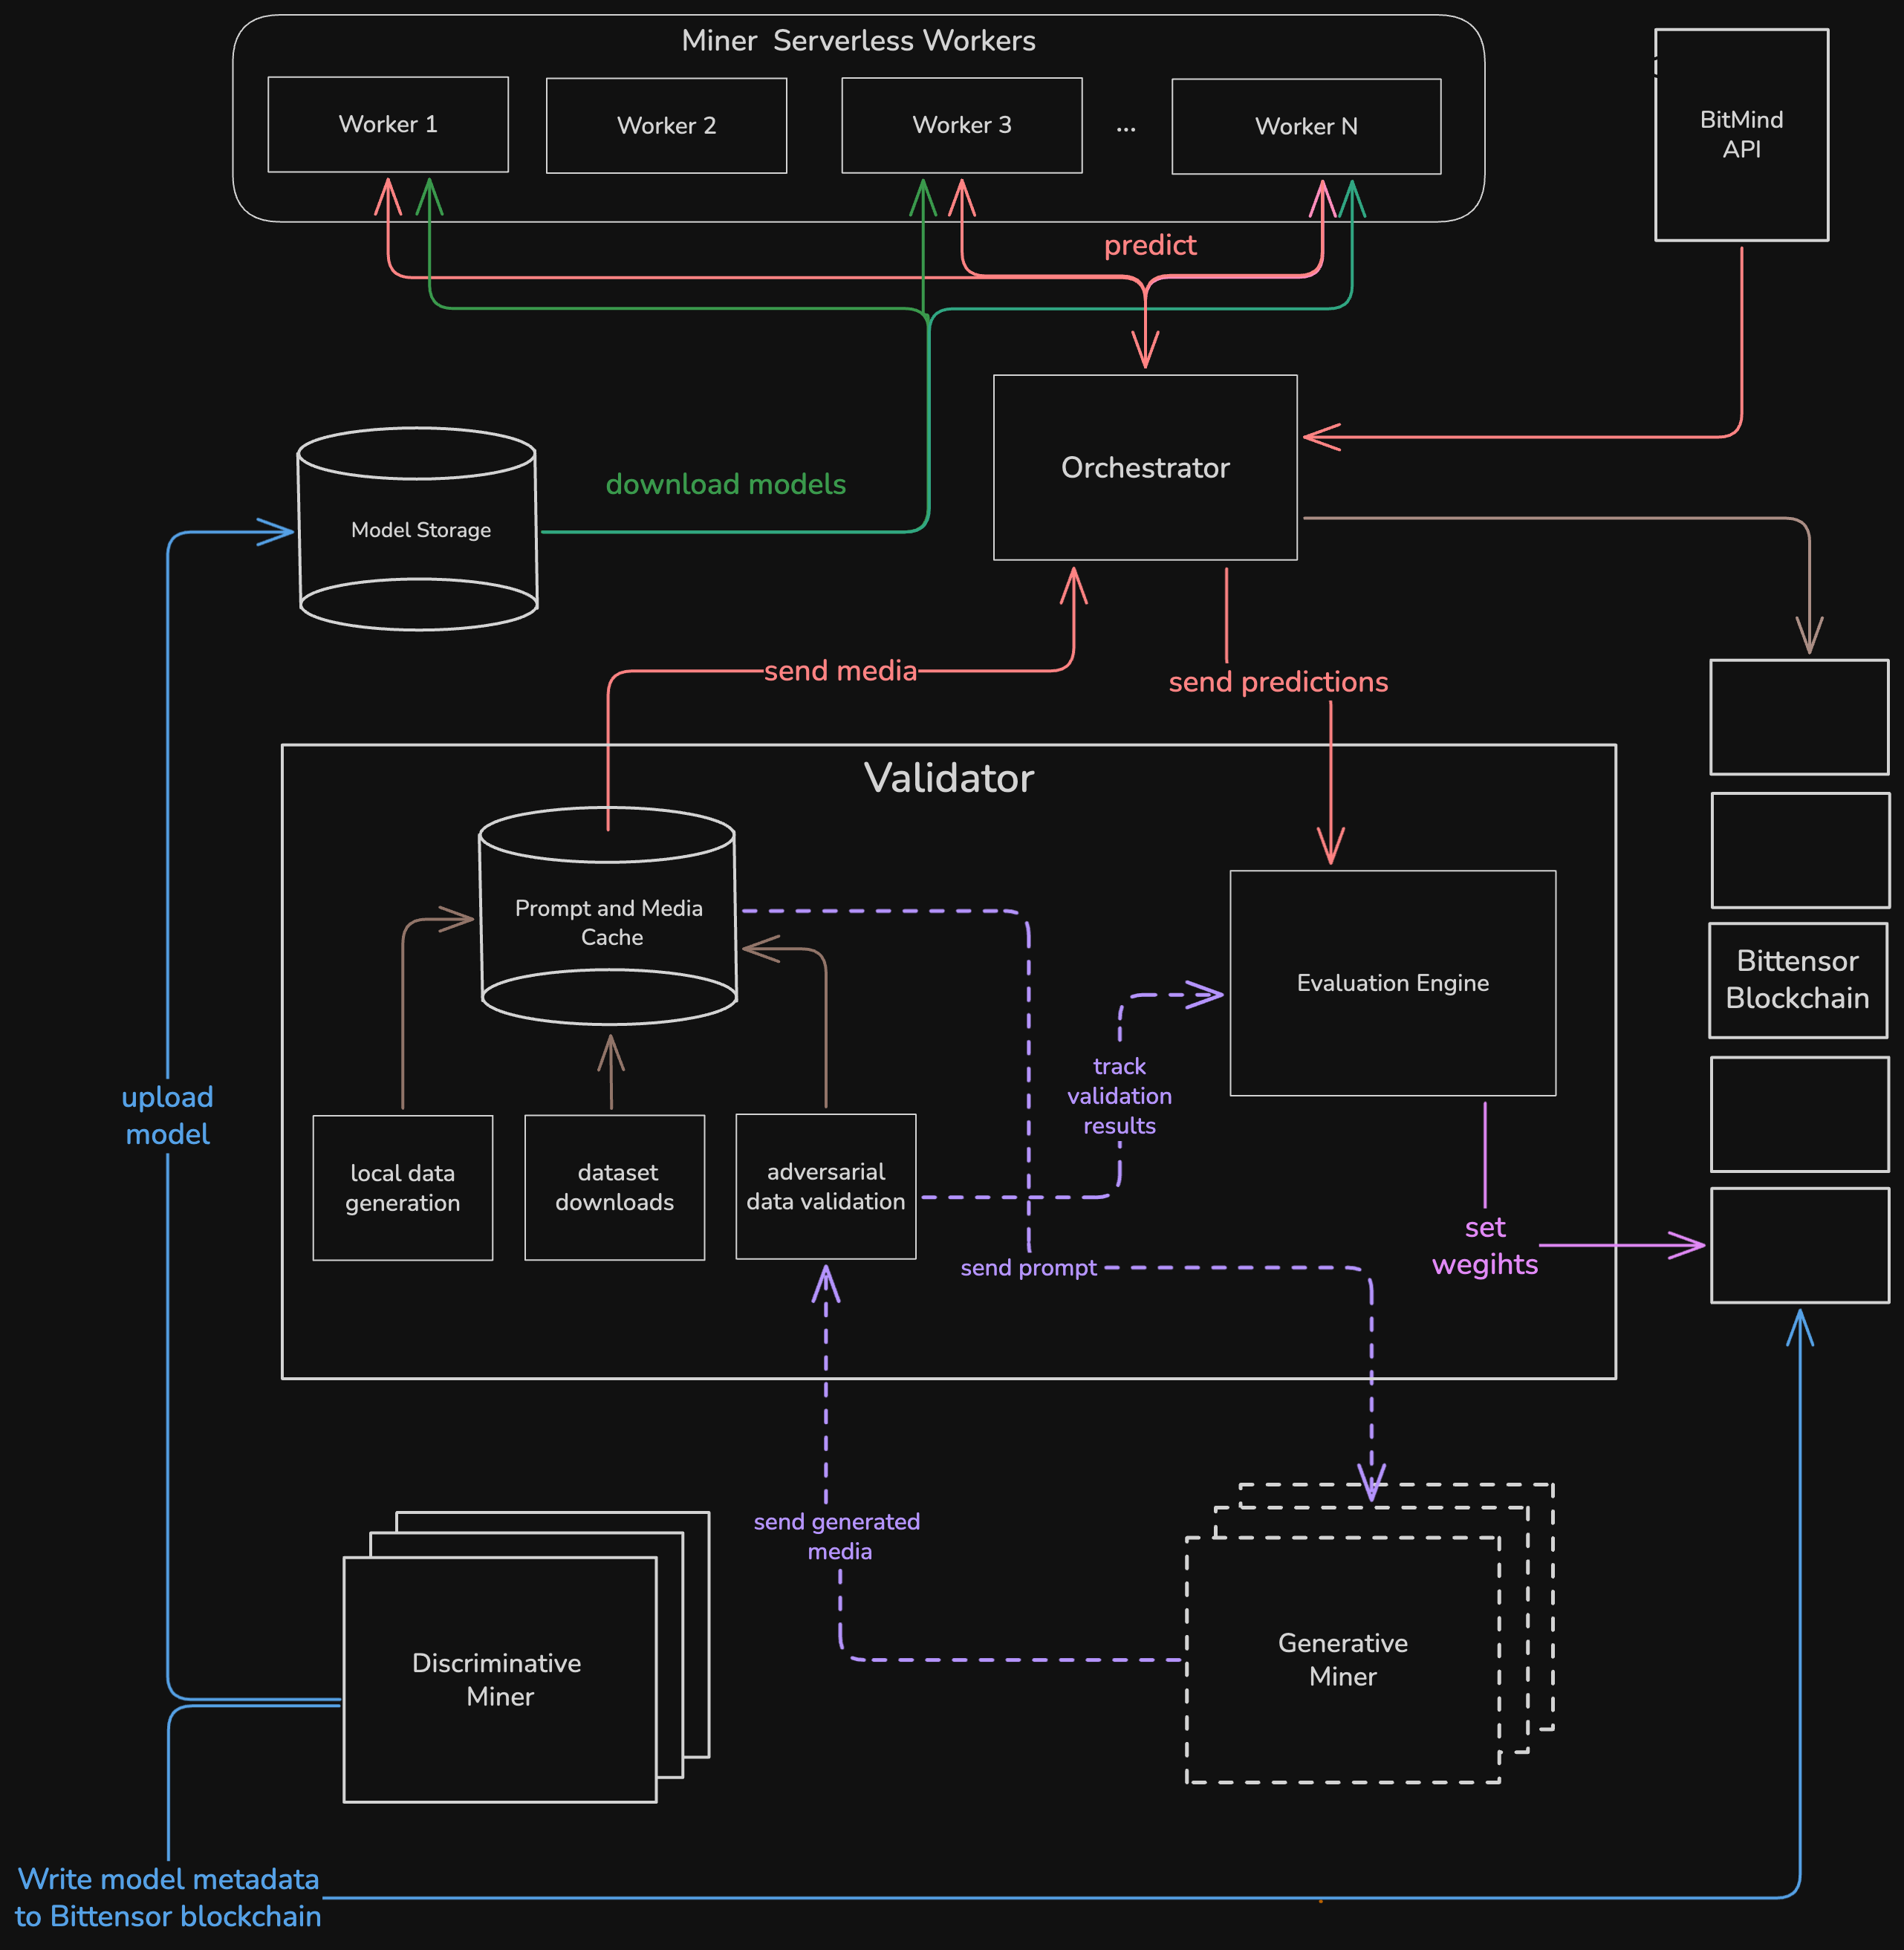 Miner Serverless Workers
Worker 1
Worker 2
Worker 3
...
Worker N
BitMind
API
predict
Orchestrator
download models
Model Storage
send media
send predictions
Validator
Prompt and Media
Cache
Evaluation Engine
Bittensor
Blockchain
track
validation
results
upload
model
local data
generation
dataset
downloads
adversarial
data validation
set
wegihts
send prompt
send generated
media
Discriminative
Miner
Generative
Miner
Write model metadata
to Bittensor blockchain